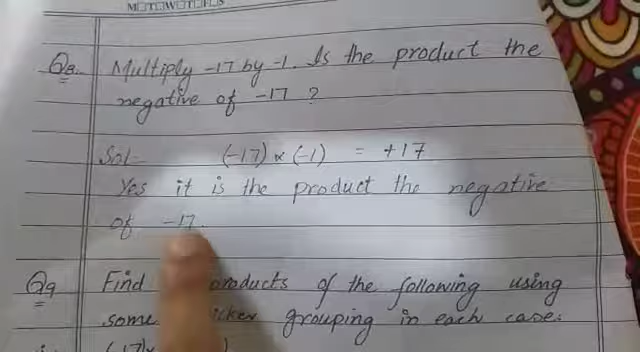 M T W T F S
Q8. Multiply -17 by -1. Is the product the
negative of -17 ?
Sol- (-17) × (-1) = +17
Yes it is the product the negative
of -17.
Q9 Find products of the following using
some grouping in each case.